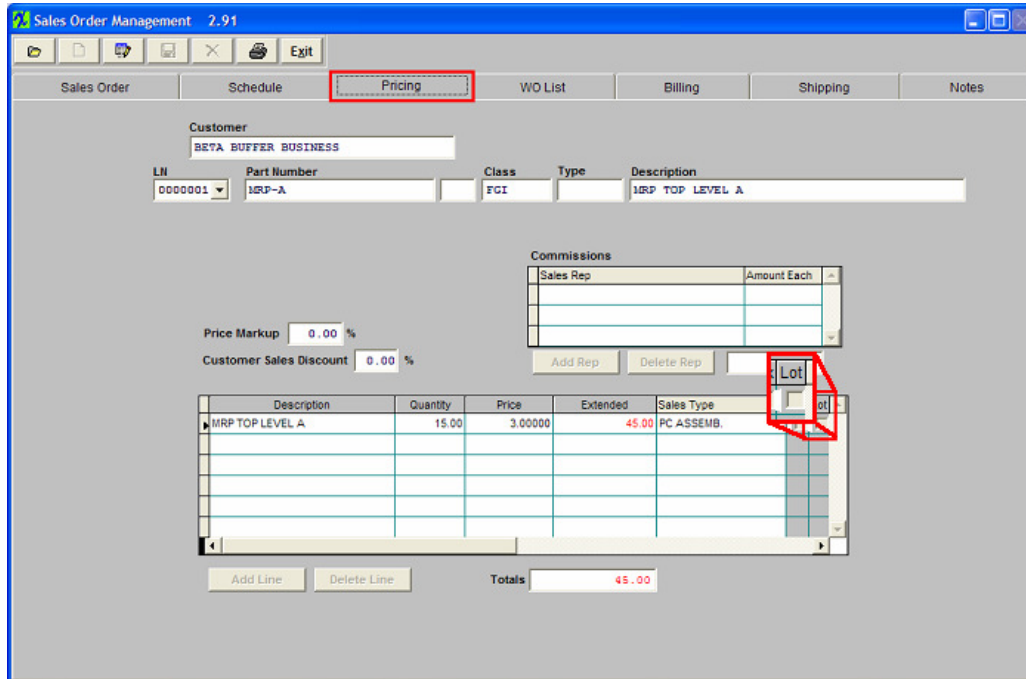 Sales Order Management 2.91
Exit
Sales Order Schedule Pricing WO List Billing Shipping Notes
Customer
BETA BUFFER BUSINESS
LN Part Number Class Type Description
0000001 MRP-A FGI MRP TOP LEVEL A
Commissions
Sales Rep Amount Each
Price Markup 0.00 %
Customer Sales Discount 0.00 %
Add Rep Delete Rep
Lot
Description Quantity Price Extended Sales Type
MRP TOP LEVEL A 15.00 3.00000 45.00 PC ASSEMB.
Add Line Delete Line Totals 45.00